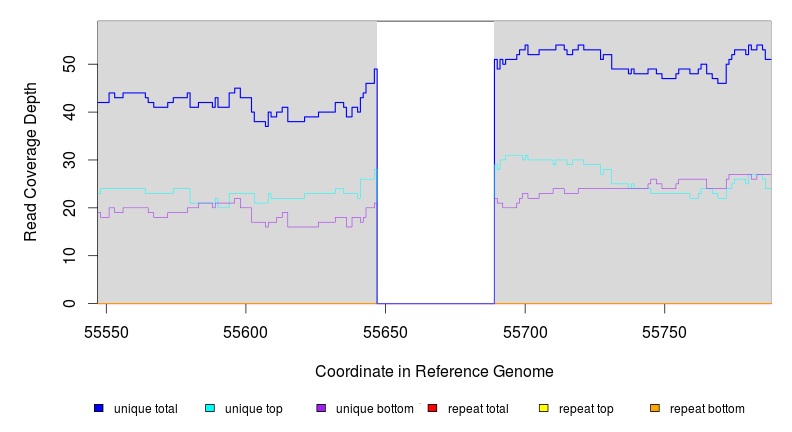 Read Coverage Depth
50
40
30
20
10
0
55550 55600 55650 55700 55750
Coordinate in Reference Genome
unique total unique top unique bottom repeat total repeat top repeat bottom